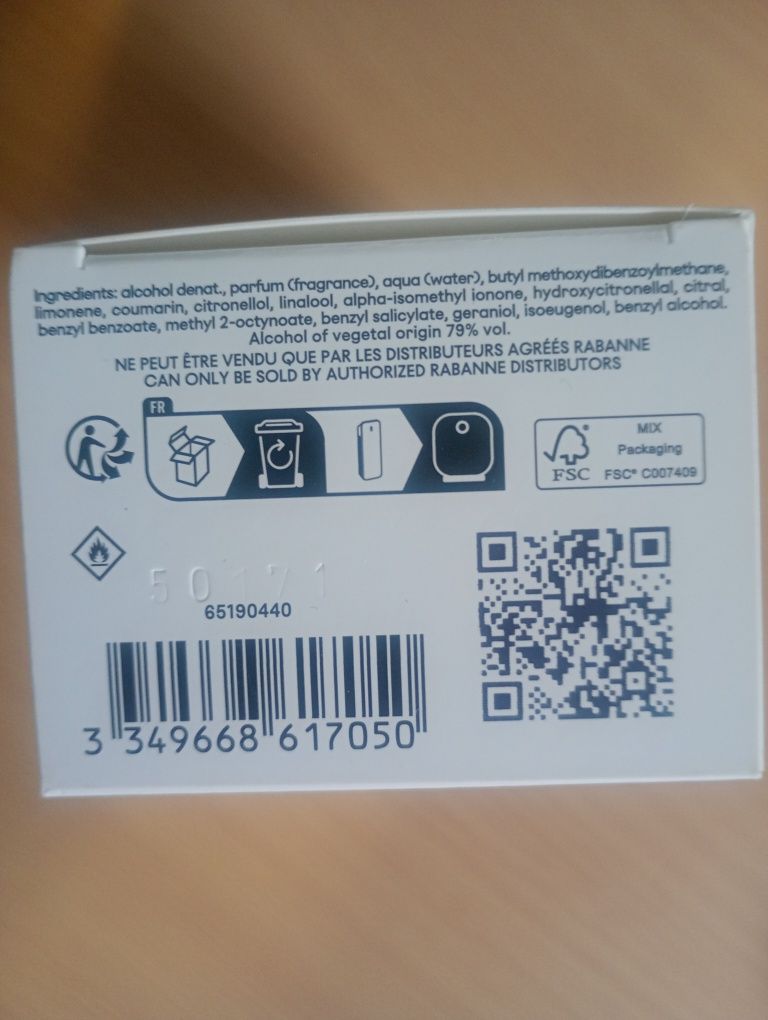 Ingredients: alcohol denat., parfum (fragrance), aqua (water), butyl methoxydibenzoylmethane,
limonene, coumarin, citronellol, linalool, alpha-isomethyl ionone, hydroxycitronellal, citral,
benzyl benzoate, methyl 2-octynoate, benzyl salicylate, geraniol, isoeugenol, benzyl alcohol.
Alcohol of vegetal origin 79% vol.
NE PEUT ÊTRE VENDU QUE PAR LES DISTRIBUTEURS AGRÉÉS RABANNE
CAN ONLY BE SOLD BY AUTHORIZED RABANNE DISTRIBUTORS
FR
MIX
Packaging
FSC® C007409
FSC
50171
65190440
3 349668 617050